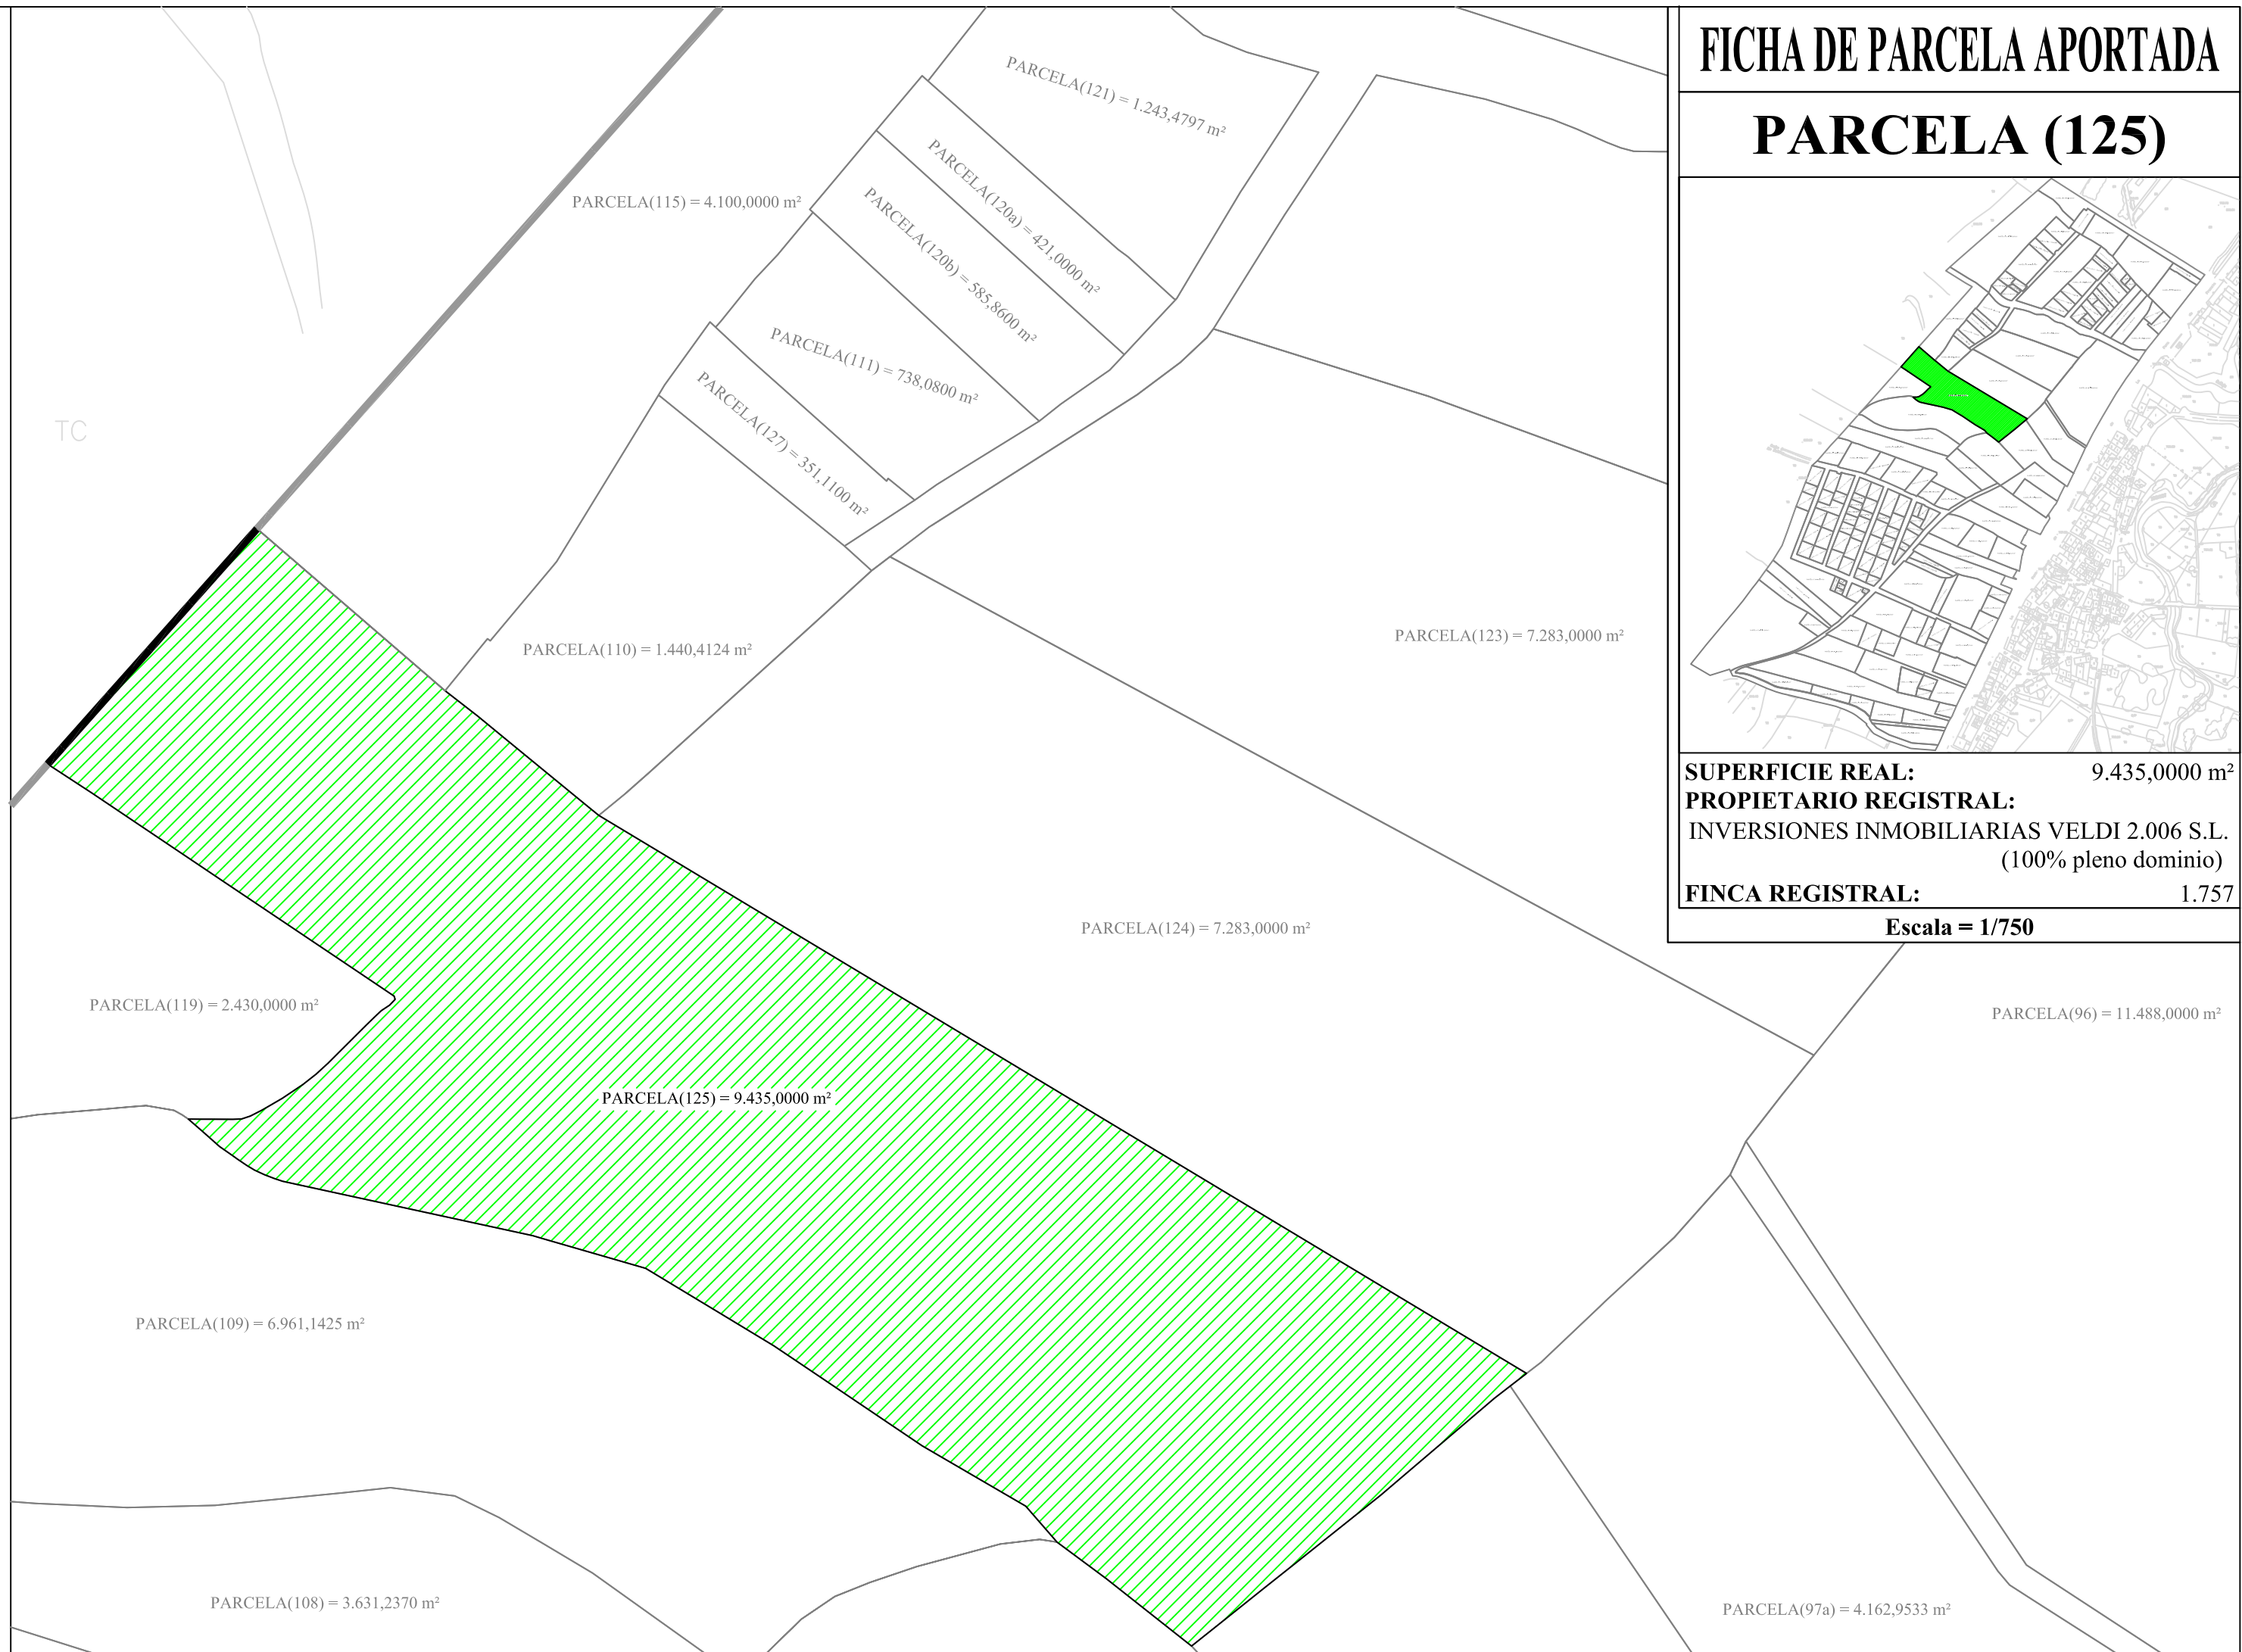 FICHA DE PARCELA APORTADA
PARCELA (125)
PARCELA(121) = 1.243,4797 m²
PARCELA(120a) = 421,0000 m²
PARCELA(115) = 4.100,0000 m²
PARCELA(120b) = 585,8600 m²
PARCELA(111) = 738,0800 m²
PARCELA(127) = 351,1100 m²
TC
PARCELA(110) = 1.440,4124 m²
PARCELA(123) = 7.283,0000 m²
SUPERFICIE REAL: 9.435,0000 m²
PROPIETARIO REGISTRAL:
INVERSIONES INMOBILIARIAS VELDI 2.006 S.L.
(100% pleno dominio)
FINCA REGISTRAL: 1.757
Escala = 1/750
PARCELA(124) = 7.283,0000 m²
PARCELA(119) = 2.430,0000 m²
PARCELA(96) = 11.488,0000 m²
PARCELA(125) = 9.435,0000 m²
PARCELA(109) = 6.961,1425 m²
PARCELA(108) = 3.631,2370 m²
PARCELA(97a) = 4.162,9533 m²